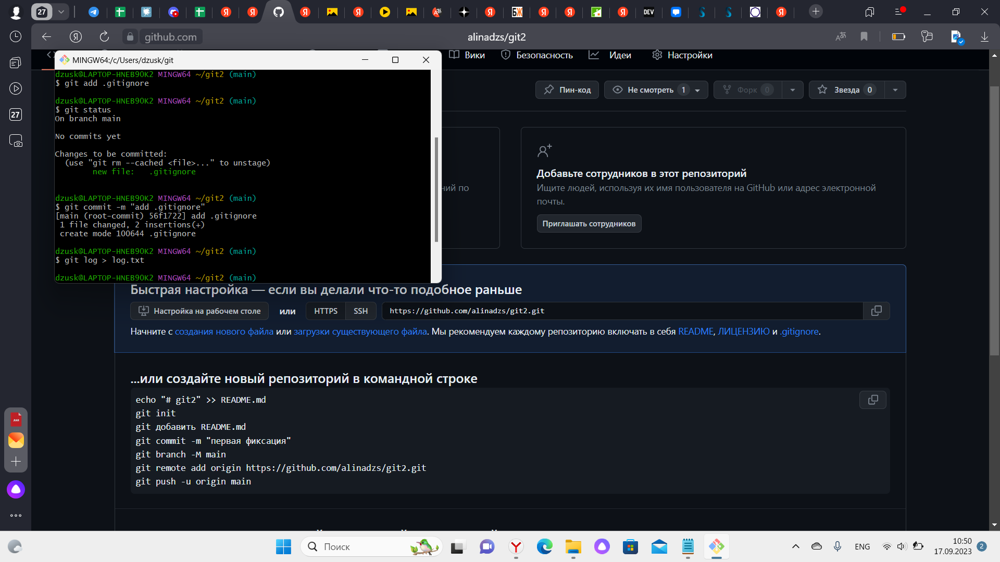 27
github.com
alinadzs/git2
DEV
БЖ
27
MINGW64:/c/Users/dzusk/git
Вики
Безопасность
Идеи
Настройки
dzusk@LAPTOP-HNEB9OK2 MINGW64 ~/git2 (main)
$ git add .gitignore
dzusk@LAPTOP-HNEB9OK2 MINGW64 ~/git2 (main)
$ git status
On branch main
No commits yet
Changes to be committed:
(use "git rm --cached <file>..." to unstage)
new file:   .gitignore
dzusk@LAPTOP-HNEB9OK2 MINGW64 ~/git2 (main)
$ git commit -m "add .gitignore"
[main (root-commit) 56f1722] add .gitignore
1 file changed, 2 insertions(+)
create mode 100644 .gitignore
dzusk@LAPTOP-HNEB9OK2 MINGW64 ~/git2 (main)
$ git log > log.txt
dzusk@LAPTOP-HNEB9OK2 MINGW64 ~/git2 (main)
Пин-код
Не смотреть 1
Форк 0
Звезда 0
ний по
Добавьте сотрудников в этот репозиторий
Ищите людей, используя их имя пользователя на GitHub или адрес электронной
почты.
Приглашать сотрудников
Быстрая настройка — если вы делали что-то подобное раньше
Настройка на рабочем столе или HTTPS SSH https://github.com/alinadzs/git2.git
Начните с создания нового файла или загрузки существующего файла. Мы рекомендуем каждому репозиторию включать в себя README, ЛИЦЕНЗИЮ и .gitignore.
...или создайте новый репозиторий в командной строке
echo "# git2" >> README.md
git init
git добавить README.md
git commit -m "первая фиксация"
git branch -M main
git remote add origin https://github.com/alinadzs/git2.git
git push -u origin main
Поиск
ENG
10:50
17.09.2023
2